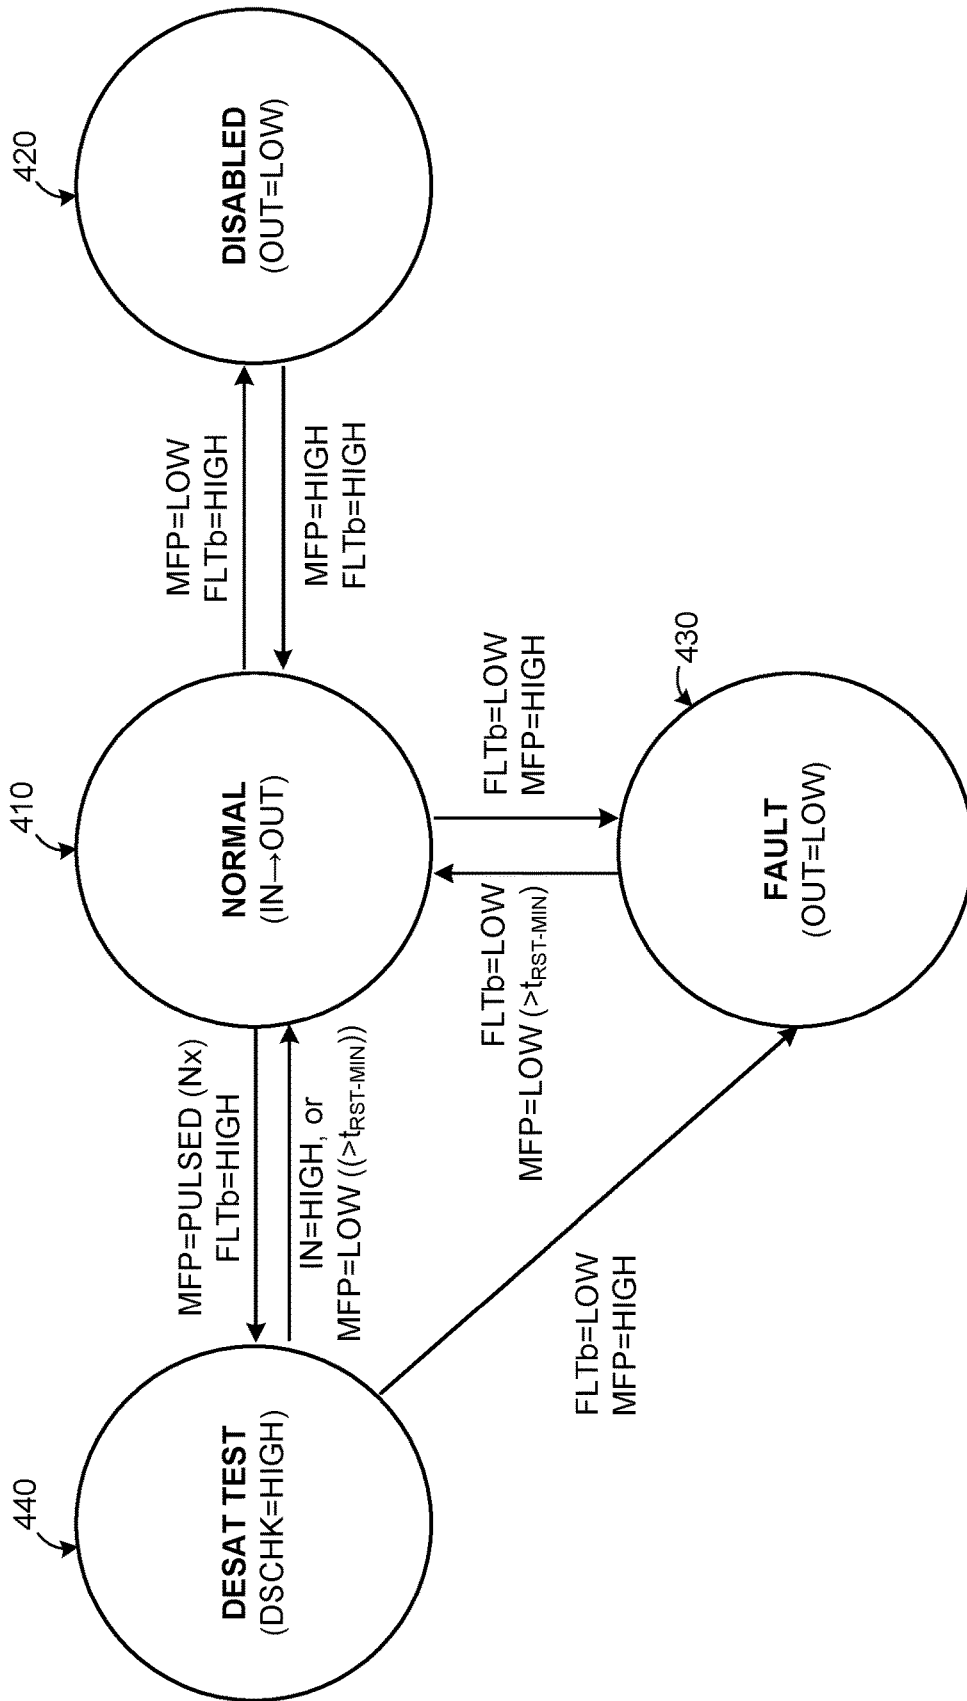 440
DESAT TEST
(DSCHK=HIGH)
MFP=PULSED (Nx)
FLTb=HIGH
IN=HIGH, or
MFP=LOW ((>tRST-MIN))
410
NORMAL
(IN→OUT)
MFP=LOW
FLTb=HIGH
MFP=HIGH
FLTb=HIGH
420
DISABLED
(OUT=LOW)
FLTb=LOW
MFP=HIGH
FLTb=LOW
MFP=LOW (>tRST-MIN)
FLTb=LOW
MFP=HIGH
430
FAULT
(OUT=LOW)